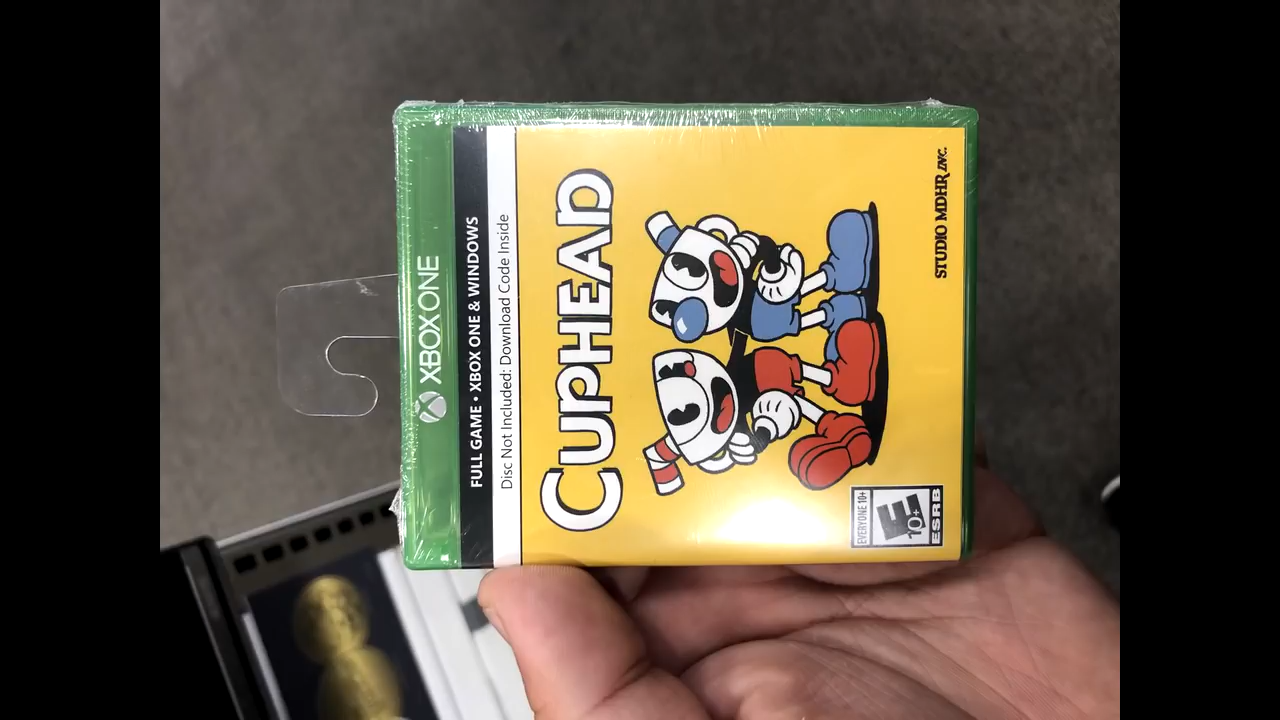 XBOX ONE
FULL GAME • XBOX ONE & WINDOWS
Disc Not Included: Download Code Inside
CUPHEAD
EVERYONE 10+
E
10+
ESRB
STUDIO MDHR INC.